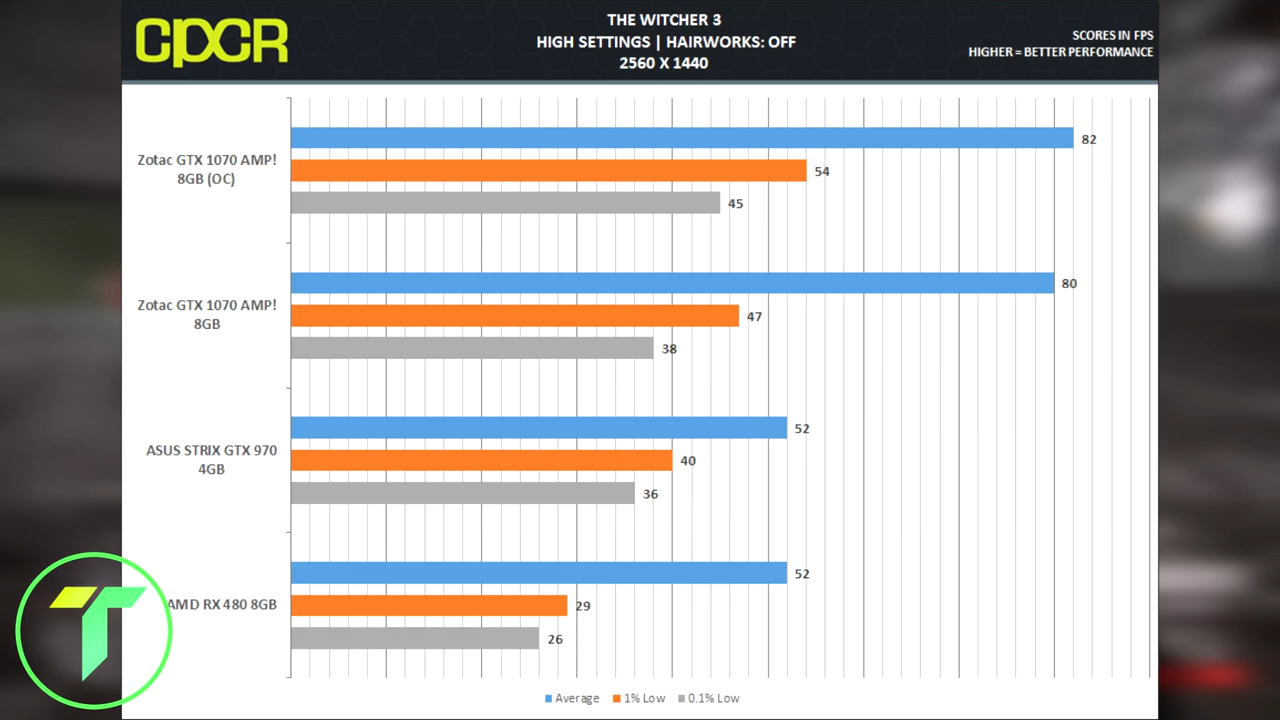 CPCR
THE WITCHER 3
HIGH SETTINGS | HAIRWORKS: OFF
2560 X 1440
SCORES IN FPS
HIGHER = BETTER PERFORMANCE
Zotac GTX 1070 AMP!
8GB (OC)
82
54
45
Zotac GTX 1070 AMP!
8GB
80
47
38
ASUS STRIX GTX 970
4GB
52
40
36
AMD RX 480 8GB
52
29
26
Average 1% Low 0.1% Low
T